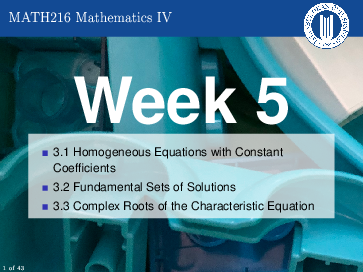 MATH216 Mathematics IV
Week 5
3.1 Homogeneous Equations with Constant
Coefficients
3.2 Fundamental Sets of Solutions
3.3 Complex Roots of the Characteristic Equation
1 of 43